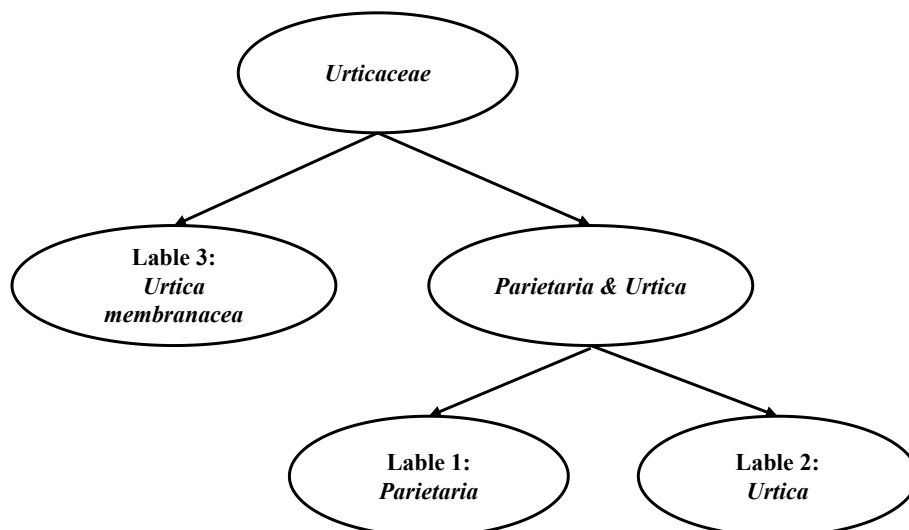 Urticaceae
Lable 3:
Urtica
membranacea
Parietaria & Urtica
Lable 1:
Parietaria
Lable 2:
Urtica